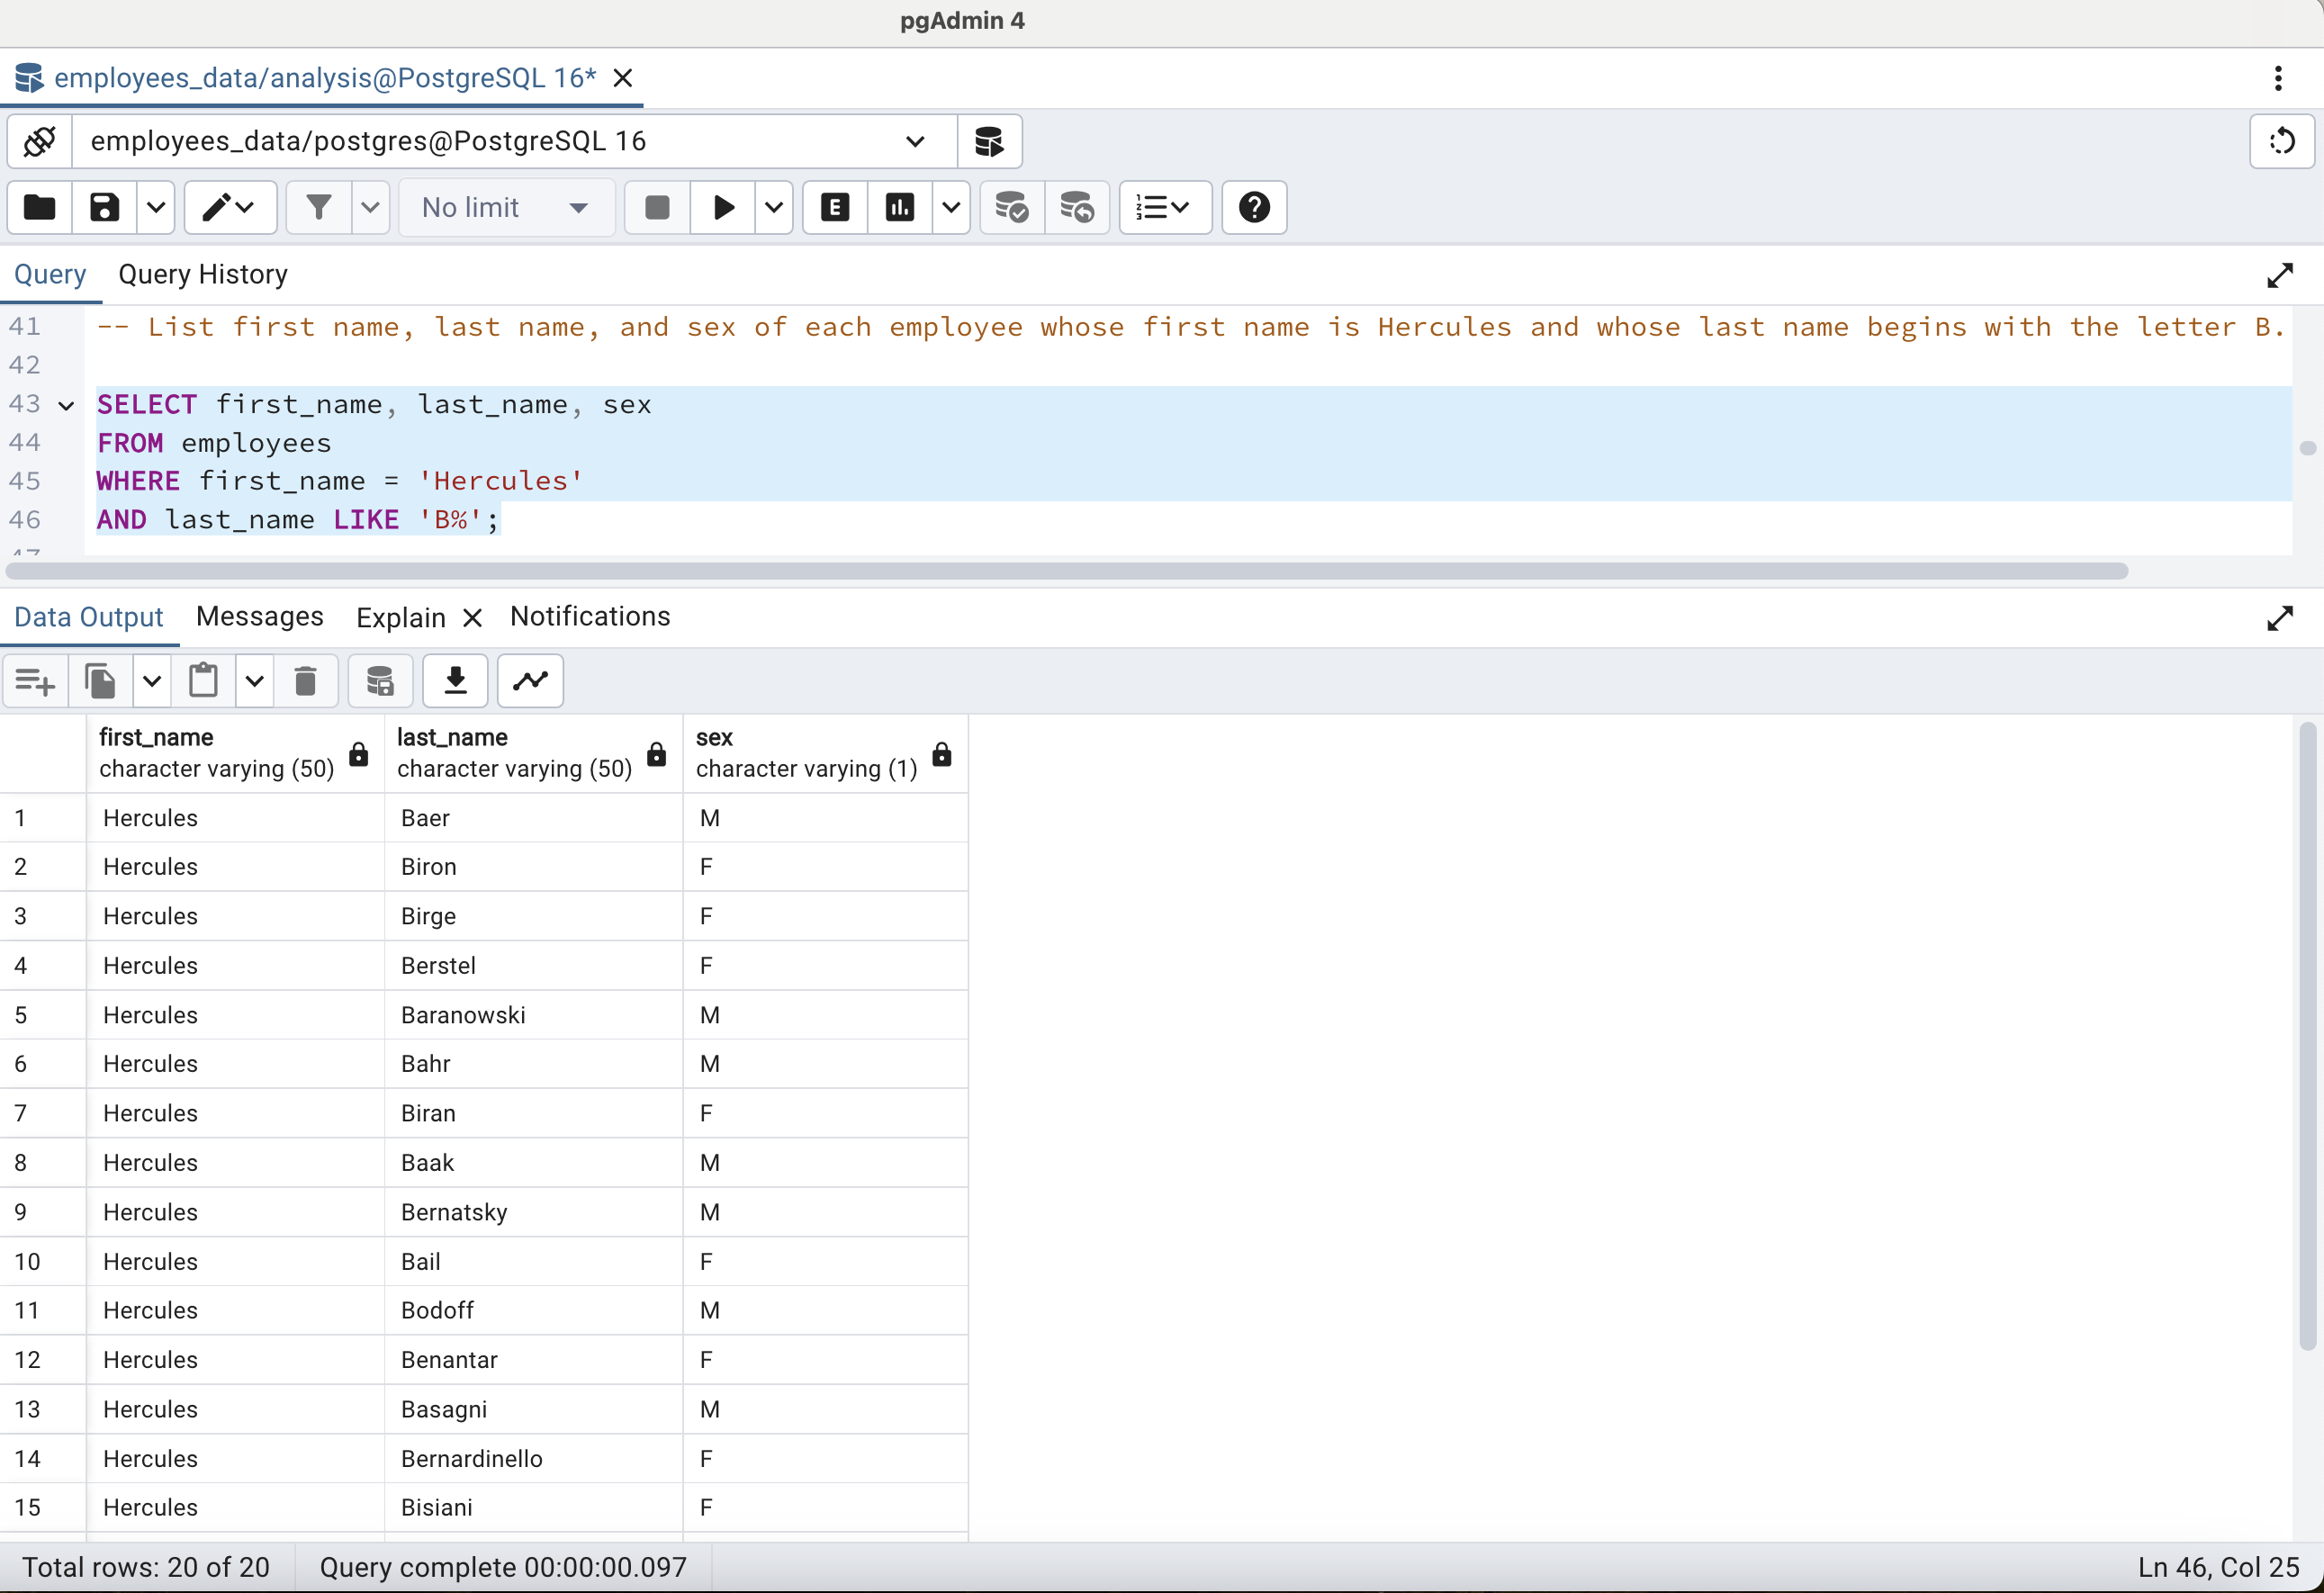 pgAdmin 4
employees_data/analysis@PostgreSQL 16*
employees_data/postgres@PostgreSQL 16
No limit
E
Query Query History
41 -- List first name, last name, and sex of each employee whose first name is Hercules and whose last name begins with the letter B.
42
43 SELECT first_name, last_name, sex
44 FROM employees
45 WHERE first_name = 'Hercules'
46 AND last_name LIKE 'B%';
47
Data Output Messages Explain Notifications
first_name last_name sex
character varying (50) character varying (50) character varying (1)
1 Hercules Baer M
2 Hercules Biron F
3 Hercules Birge F
4 Hercules Berstel F
5 Hercules Baranowski M
6 Hercules Bahr M
7 Hercules Biran F
8 Hercules Baak M
9 Hercules Bernatsky M
10 Hercules Bail F
11 Hercules Bodoff M
12 Hercules Benantar F
13 Hercules Basagni M
14 Hercules Bernardinello F
15 Hercules Bisiani F
Total rows: 20 of 20 Query complete 00:00:00.097 Ln 46, Col 25